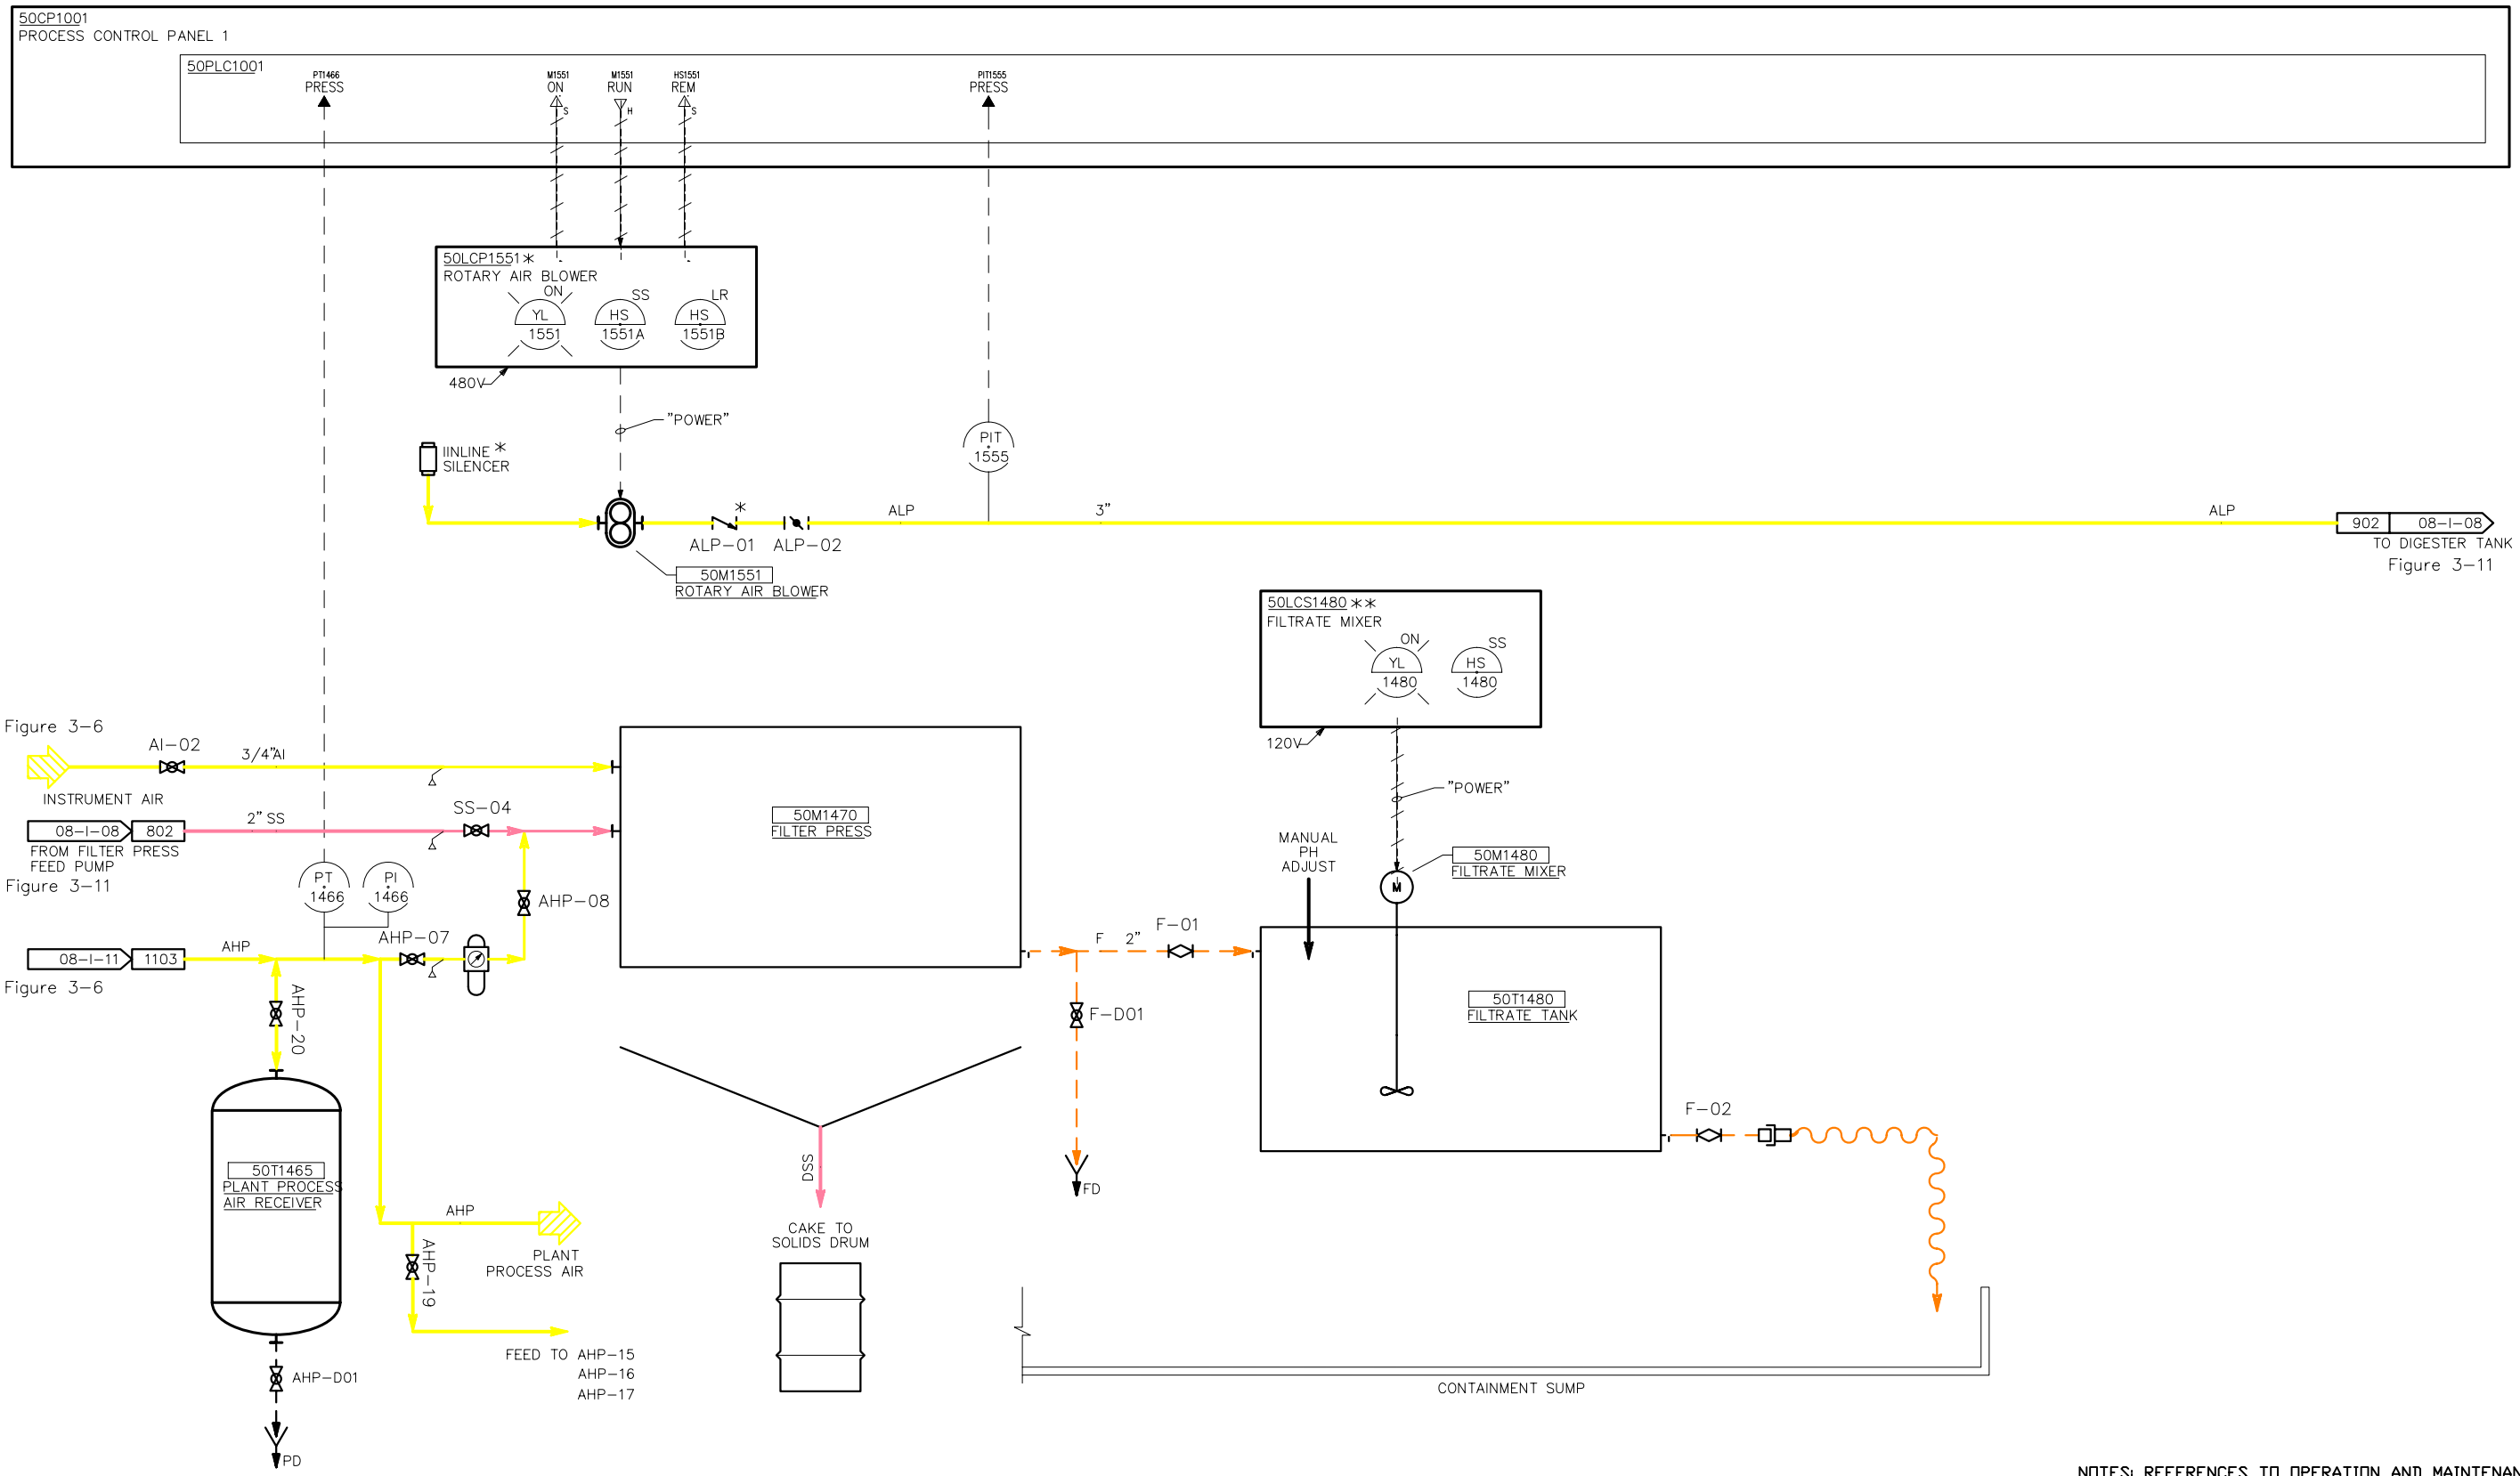 50CP1001
PROCESS CONTROL PANEL 1
50PLC1001
PT1466
PRESS
M1551
ON
S
M1551
RUN
H
HS1551
REM
S
PIT1555
PRESS
50LCP1551*
ROTARY AIR BLOWER
ON
YL
1551
SS
HS
1551A
LR
HS
1551B
480V
"POWER"
IINLINE *
SILENCER
PIT
1555
*
ALP-01
ALP-02
ALP
3"
ALP
902 08-I-08
TO DIGESTER TANK
Figure 3-11
50M1551
ROTARY AIR BLOWER
50LCS1480**
FILTRATE MIXER
ON
YL
1480
SS
HS
1480
120V
"POWER"
Figure 3-6
AI-02
3/4"AI
INSTRUMENT AIR
08-I-08 802
2" SS
SS-04
FROM FILTER PRESS
FEED PUMP
Figure 3-11
50M1470
FILTER PRESS
PT
1466
PI
1466
AHP-08
MANUAL
PH
ADJUST
50M1480
FILTRATE MIXER
M
08-I-11 1103
AHP
AHP-07
Figure 3-6
F 2"
F-01
AHP-20
F-D01
50T1480
FILTRATE TANK
F-02
50T1465
PLANT PROCESS
AIR RECEIVER
DSS
FD
AHP
PLANT
PROCESS AIR
AHP-19
CAKE TO
SOLIDS DRUM
FEED TO AHP-15
AHP-16
AHP-17
AHP-D01
PD
CONTAINMENT SUMP
NOTES: REFERENCES TO OPERATION AND MAINTENAN